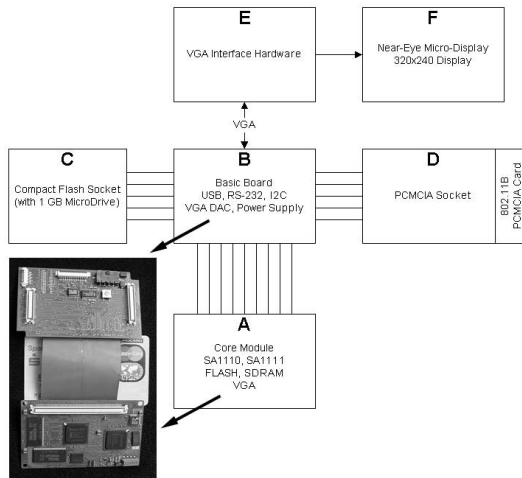 E
VGA Interface Hardware
F
Near-Eye Micro-Display
320x240 Display
VGA
C
Compact Flash Socket
(with 1 GB MicroDrive)
B
Basic Board
USB, RS-232, I2C
VGA DAC, Power Supply
D
PCMCIA Socket
802.11B
PCMCIA Card
A
Core Module
SA1110, SA1111
FLASH, SDRAM
VGA